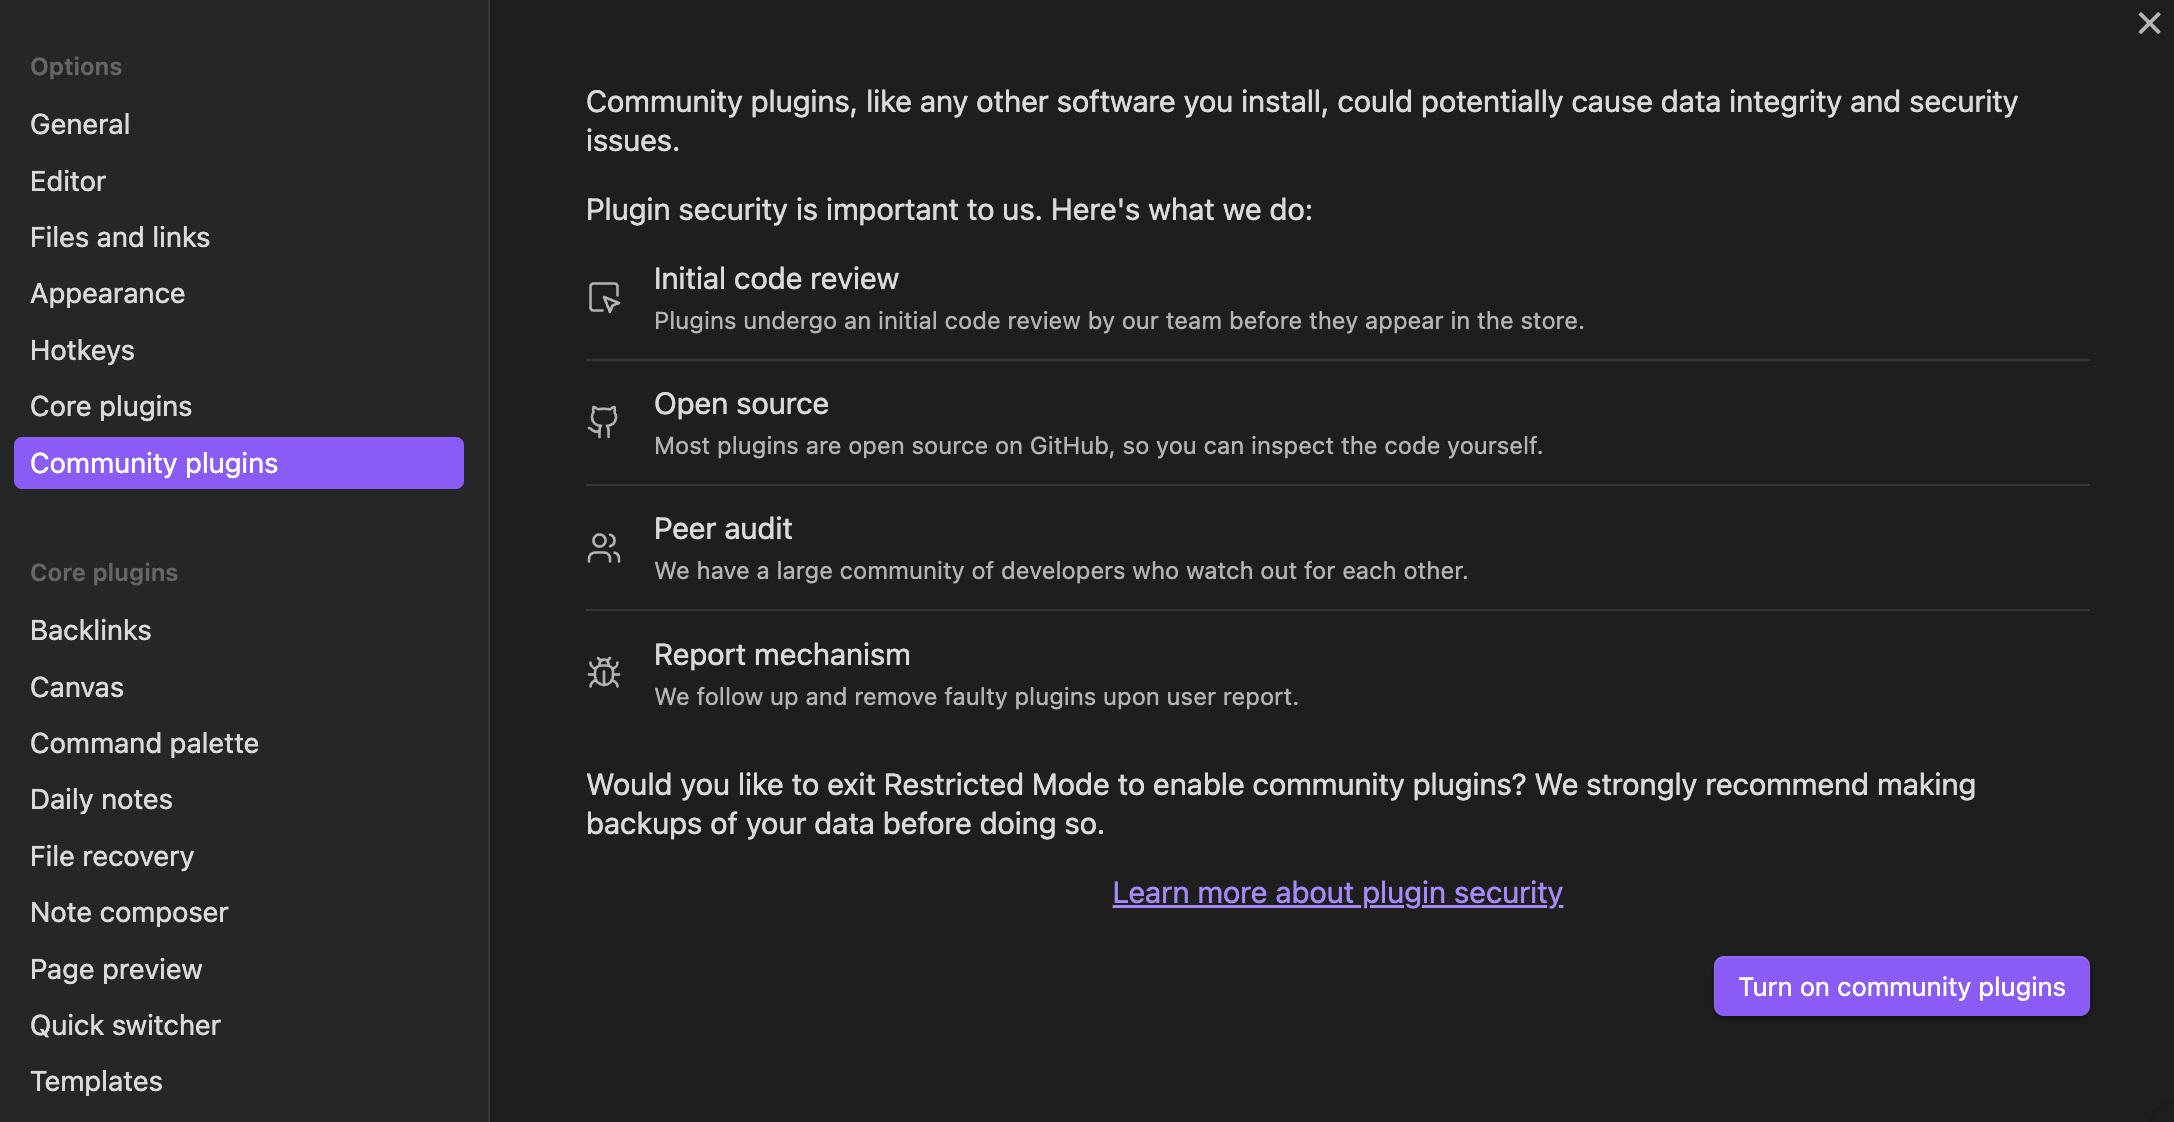 Options
General
Editor
Files and links
Appearance
Hotkeys
Core plugins
Community plugins
Core plugins
Backlinks
Canvas
Command palette
Daily notes
File recovery
Note composer
Page preview
Quick switcher
Templates
Community plugins, like any other software you install, could potentially cause data integrity and security
issues.
Plugin security is important to us. Here's what we do:
Initial code review
Plugins undergo an initial code review by our team before they appear in the store.
Open source
Most plugins are open source on GitHub, so you can inspect the code yourself.
Peer audit
We have a large community of developers who watch out for each other.
Report mechanism
We follow up and remove faulty plugins upon user report.
Would you like to exit Restricted Mode to enable community plugins? We strongly recommend making
backups of your data before doing so.
Learn more about plugin security
Turn on community plugins